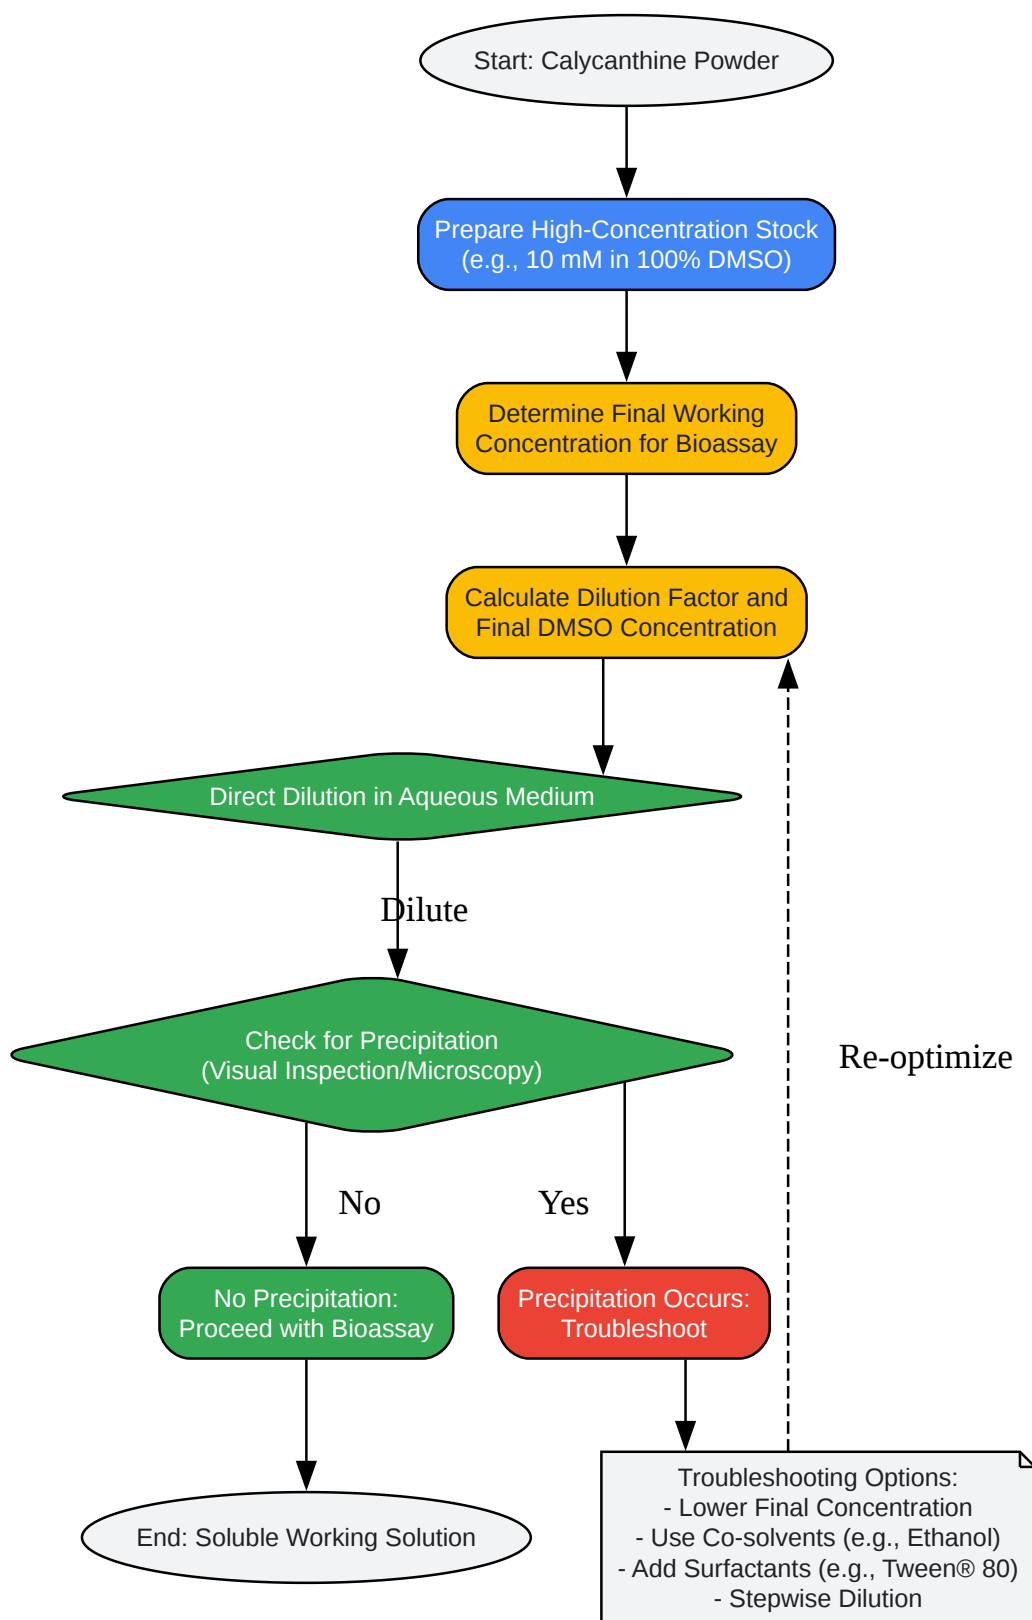 Start: Calycanthine Powder
Prepare High-Concentration Stock
(e.g., 10 mM in 100% DMSO)
Determine Final Working
Concentration for Bioassay
Calculate Dilution Factor and
Final DMSO Concentration
Direct Dilution in Aqueous Medium
Dilute
Check for Precipitation
(Visual Inspection/Microscopy)
Re-optimize
No
Yes
No Precipitation:
Proceed with Bioassay
Precipitation Occurs:
Troubleshoot
End: Soluble Working Solution
Troubleshooting Options:
- Lower Final Concentration
- Use Co-solvents (e.g., Ethanol)
- Add Surfactants (e.g., Tween® 80)
- Stepwise Dilution